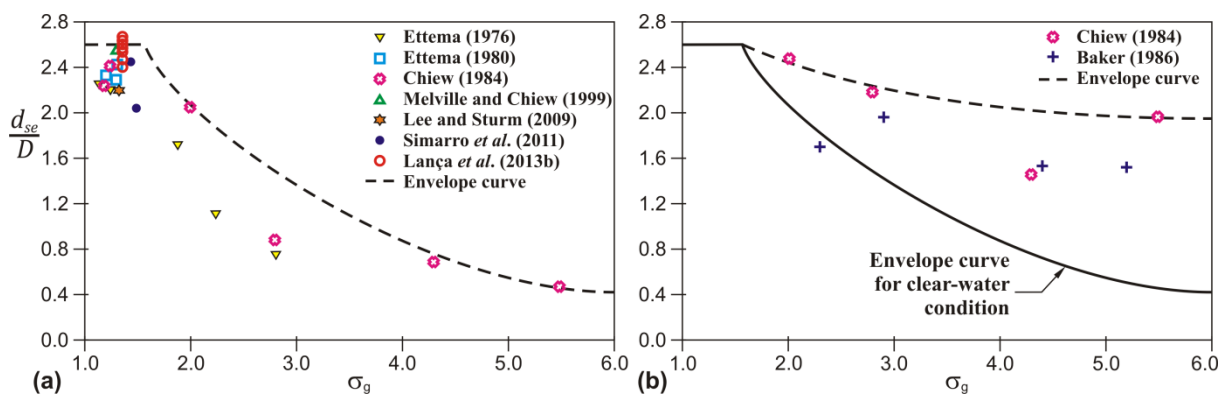 2.8
2.4
2.0
1.6
1.2
0.8
0.4
0.0
d_se
D
Ettema (1976)
Ettema (1980)
Chiew (1984)
Melville and Chiew (1999)
Lee and Sturm (2009)
Simarro et al. (2011)
Lança et al. (2013b)
Envelope curve
1.0 2.0 3.0 4.0 5.0 6.0
(a)
σg
2.8
2.4
2.0
1.6
1.2
0.8
0.4
0.0
Chiew (1984)
Baker (1986)
Envelope curve
Envelope curve
for clear-water
condition
1.0 2.0 3.0 4.0 5.0 6.0
(b)
σg